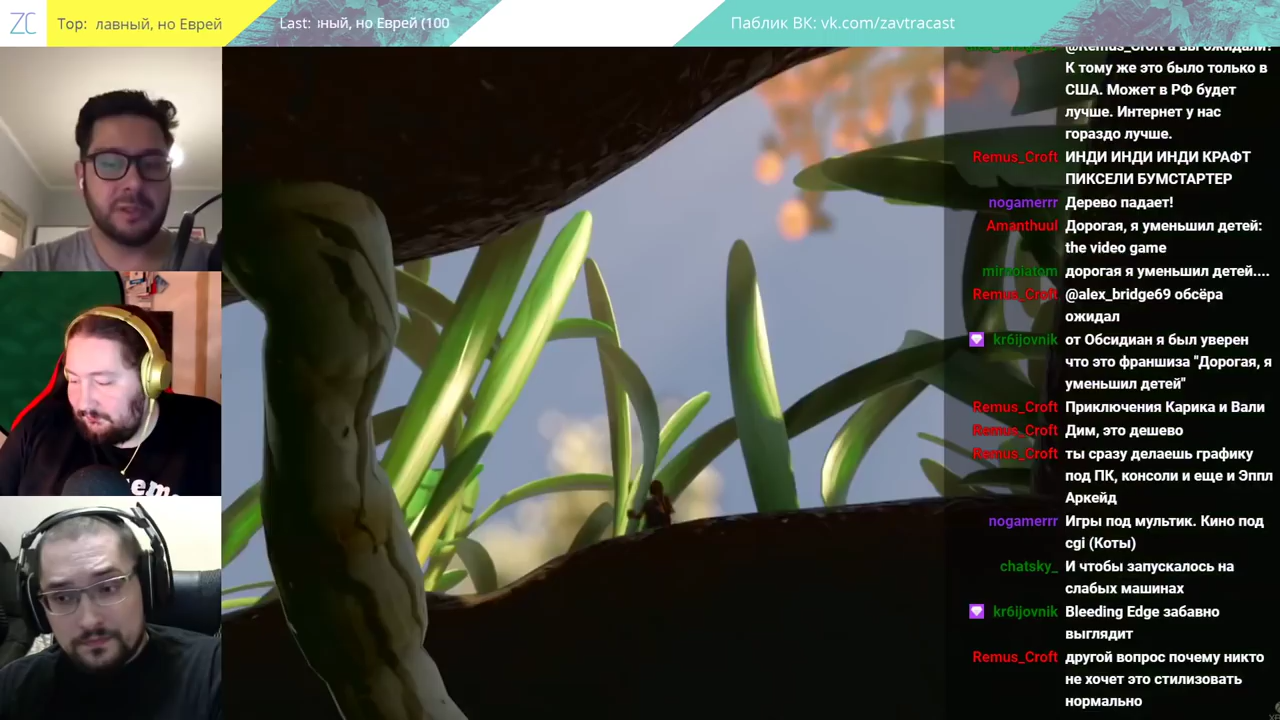 ZC
Top: лавный, но Еврей
Last: ный, но Еврей (100
Паблик ВК: vk.com/zavtracast
@Remus_Croft а вы ожидали?
К тому же это было только в
США. Может в РФ будет
лучше. Интернет у нас
гораздо лучше.
Remus_Croft ИНДИ ИНДИ ИНДИ КРАФТ
ПИКСЕЛИ БУМСТАРТЕР
nogamerrr Дерево падает!
Amanthuul Дорогая, я уменьшил детей:
the video game
дорогая я уменьшил детей....
Remus_Croft @alex_bridge69 обсёра
ожидал
kr6ijovnik от Обсидиан я был уверен
что это франшиза "Дорогая, я
уменьшил детей"
Remus_Croft Приключения Карика и Вали
Remus_Croft Дим, это дешево
Remus_Croft ты сразу делаешь графику
под ПК, консоли и еще и Эппл
Аркейд
nogamerrr Игры под мультик. Кино под
cgi (Коты)
chatsky_ И чтобы запускалось на
слабых машинах
kr6ijovnik Bleeding Edge забавно
выглядит
Remus_Croft другой вопрос почему никто
не хочет это стилизовать
нормально